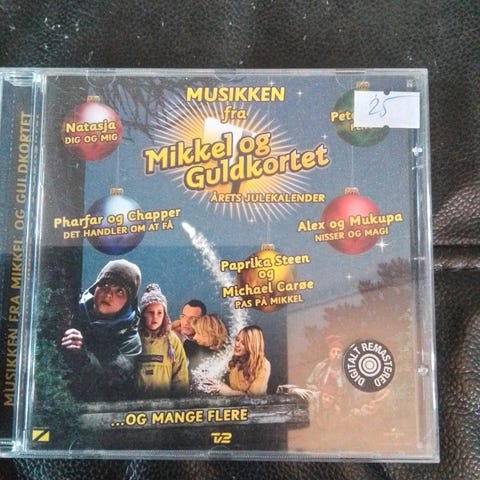 MUSIKKEN FRA MIKKEL OG GULDKORTET
MUSIKKEN
fra
Mikkel og
Guldkortet
ÅRETS JULEKALENDER
Natasja
DIG OG MIG
25
Pharfar og Chapper
DET HANDLER OM AT FÅ
Alex og Mukupa
NISSER OG MAGI
Paprika Steen
og
Michael Carøe
PAS PÅ MIKKEL
DIGITALT REMASTERED
...OG MANGE FLERE
TV2